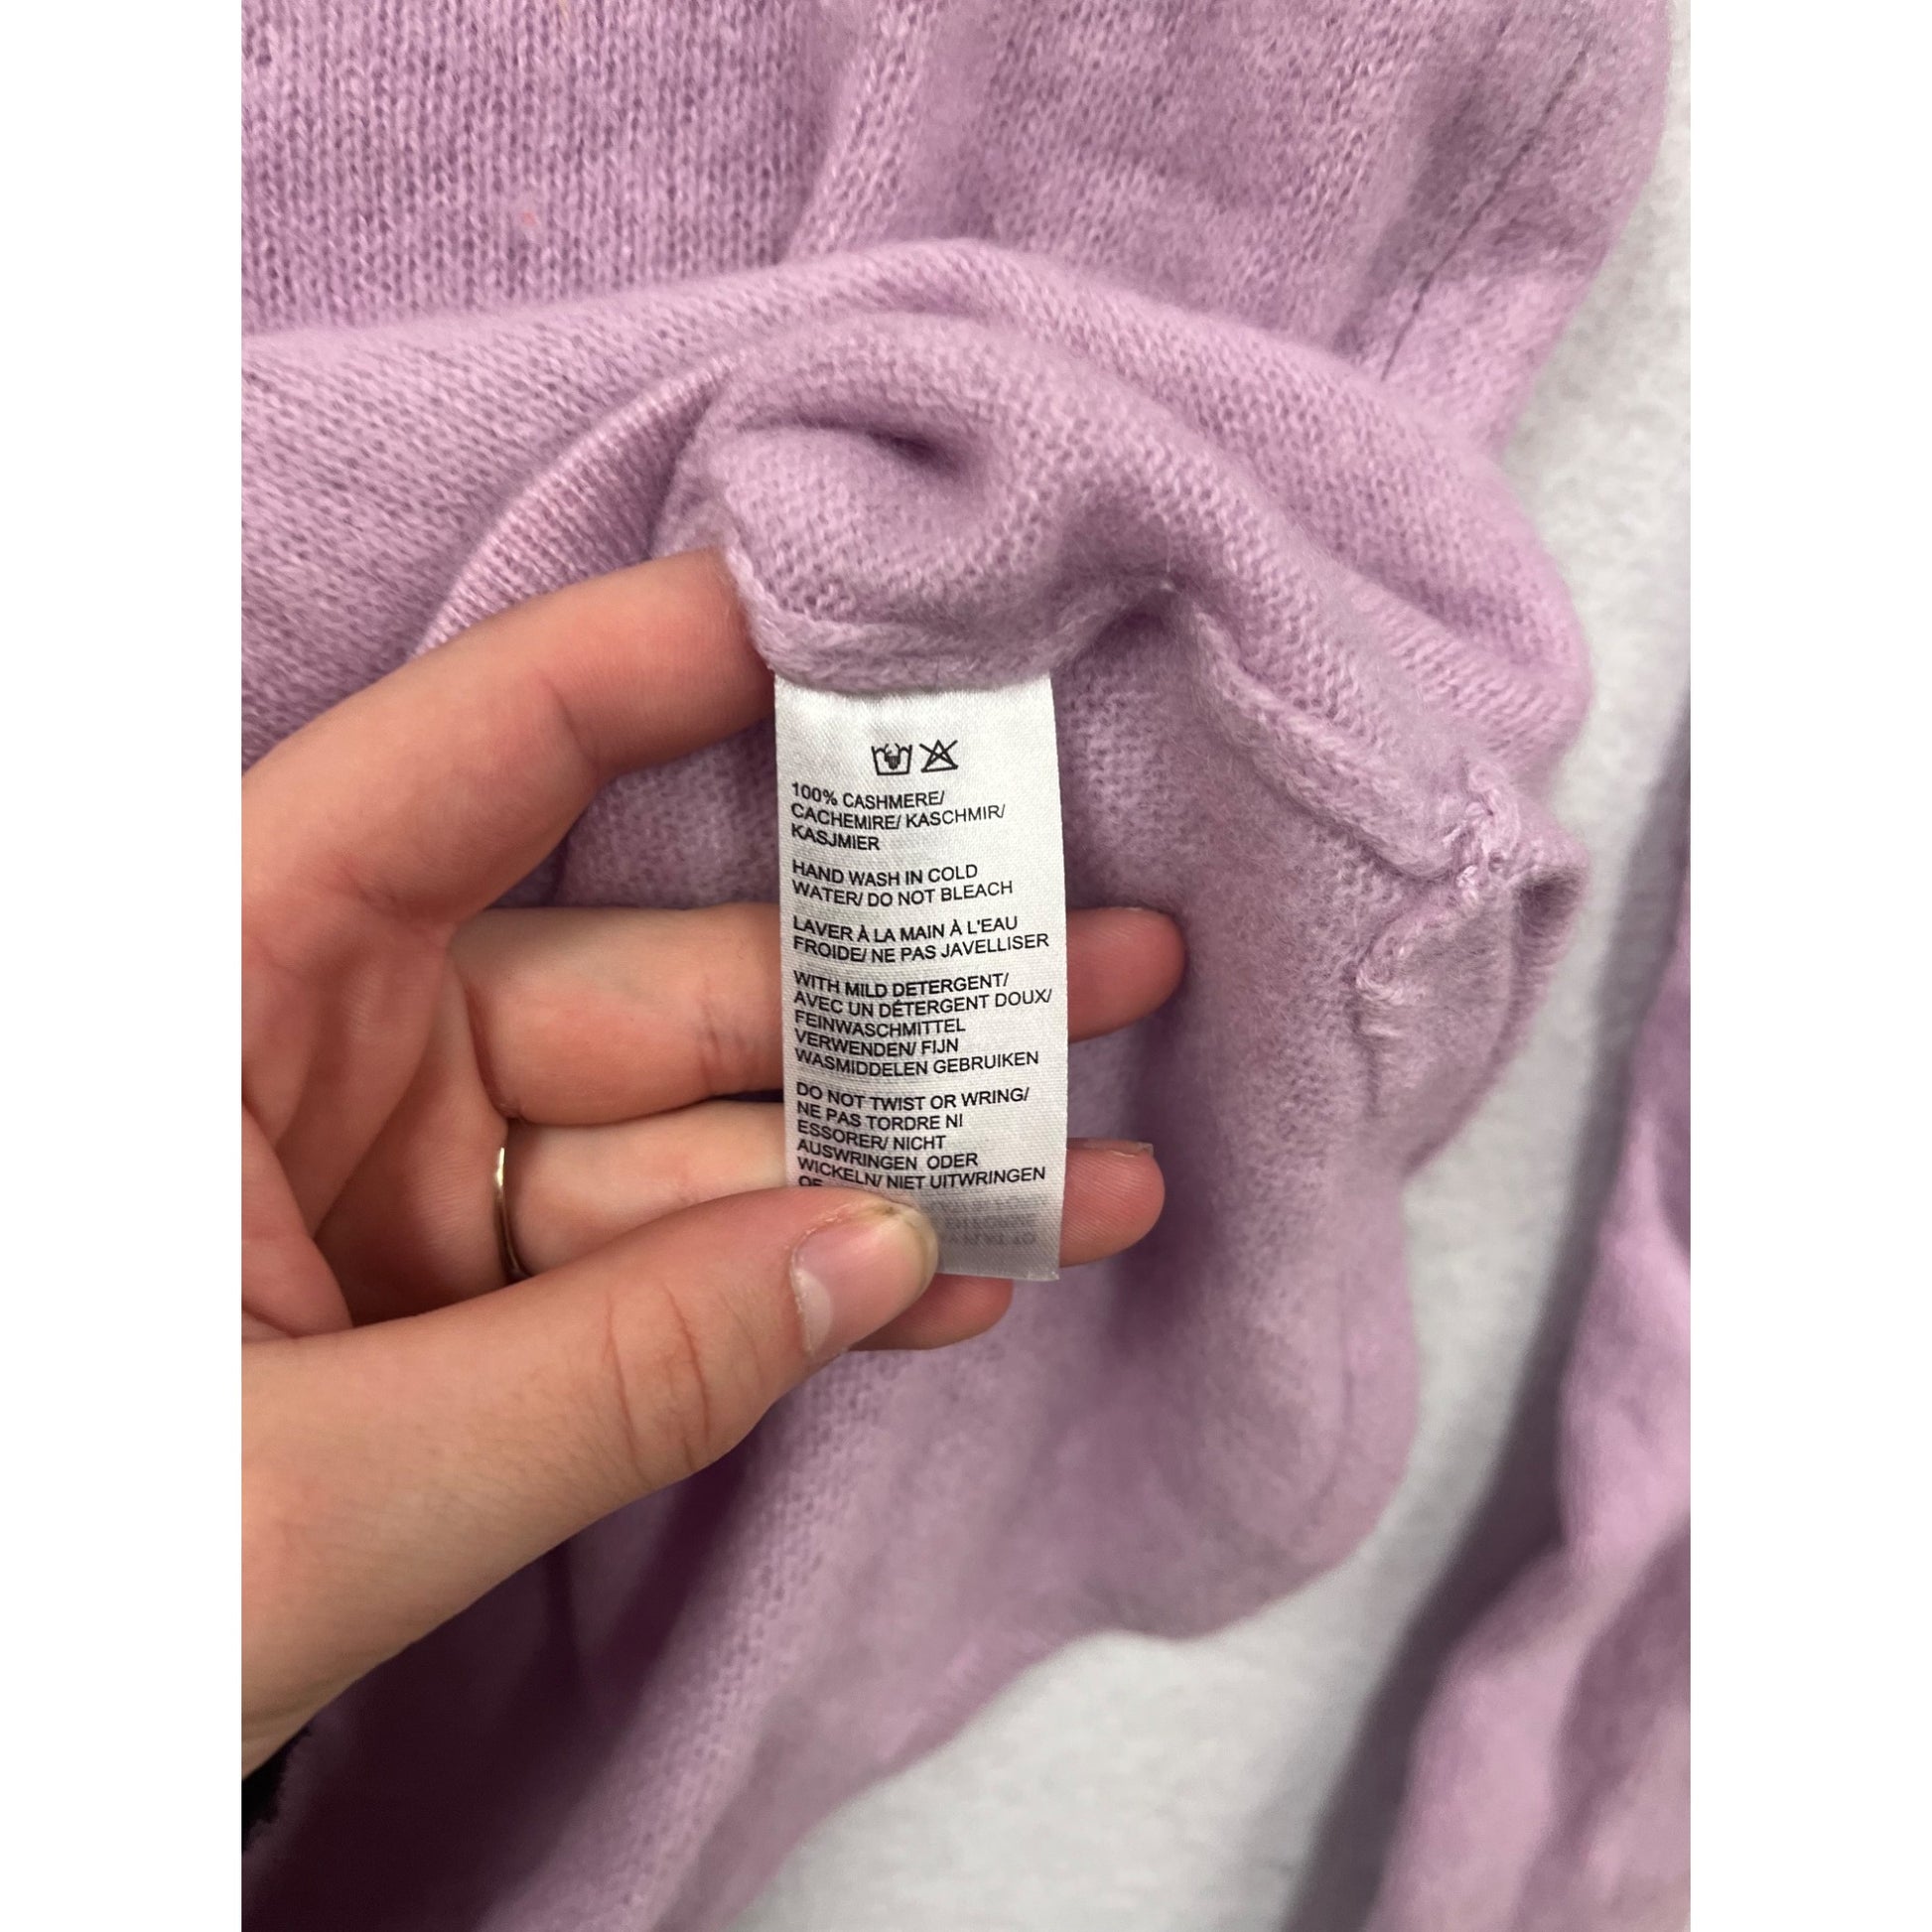 100% CASHMERE/
CACHEMIRE/ KASCHMIR/
KASJMIER
HAND WASH IN COLD
WATER/ DO NOT BLEACH
LAVER À LA MAIN À L'EAU
FROIDE/ NE PAS JAVELLISER
WITH MILD DETERGENT/
AVEC UN DÉTERGENT DOUX/
FEINWASCHMITTEL
VERWENDEN/ FIJN
WASMIDDELEN GEBRUIKEN
DO NOT TWIST OR WRING/
NE PAS TORDRE NI
ESSORER/ NICHT
AUSWRINGEN ODER
WICKELN/ NIET UITWRINGEN